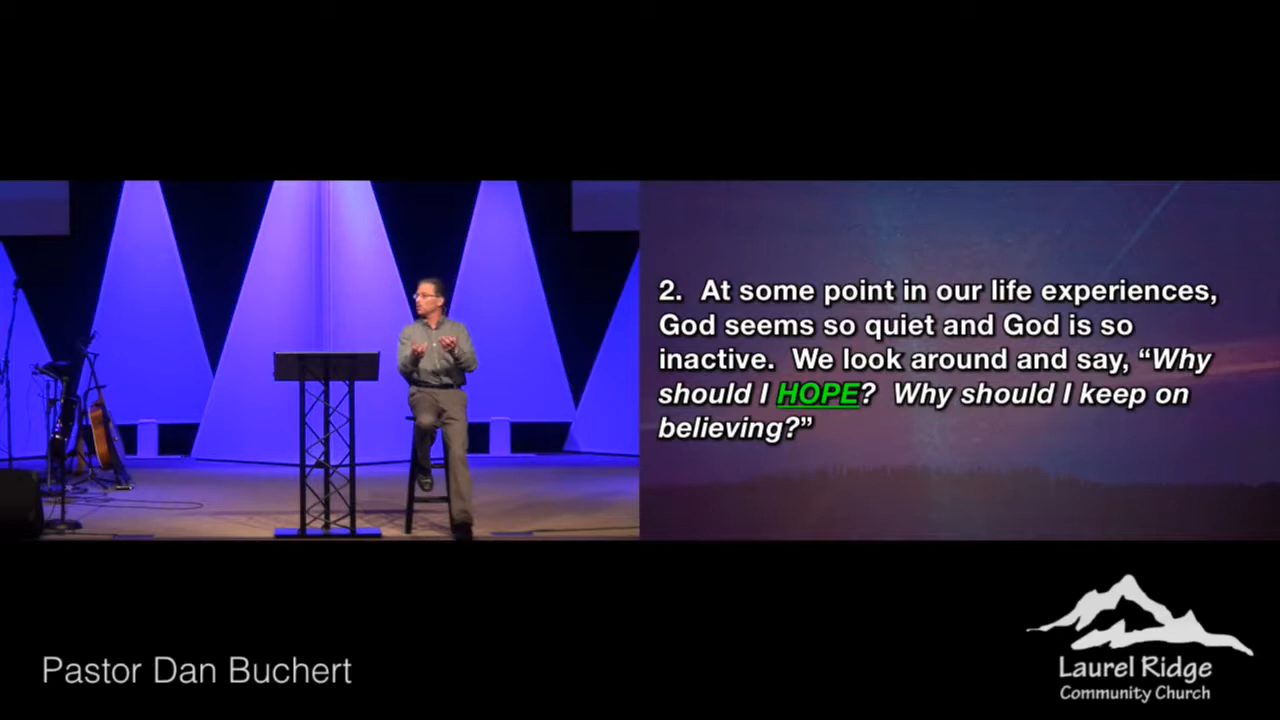 2. At some point in our life experiences,
God seems so quiet and God is so
inactive. We look around and say, “Why
should I HOPE? Why should I keep on
believing?”
Pastor Dan Buchert
Laurel Ridge
Community Church